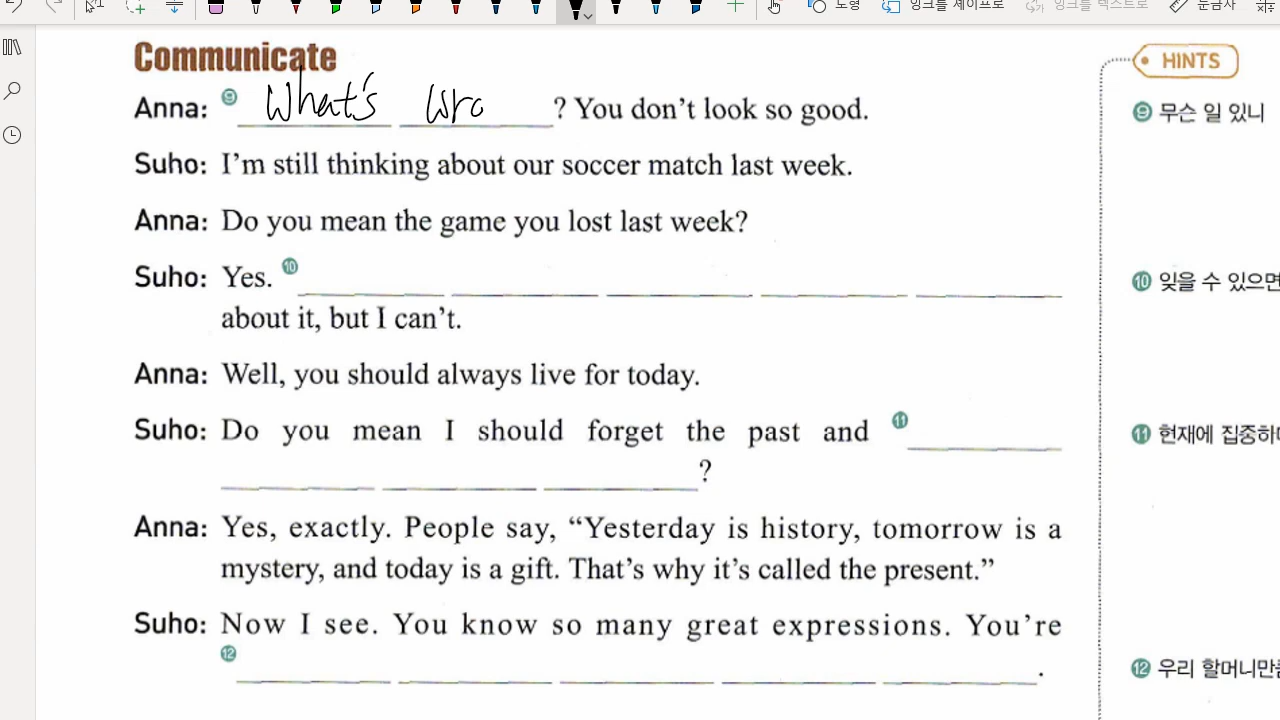 도형
잉크를 셰이프로
잉크를 텍스트로
눈금자
Communicate
HINTS
Anna: ⑨ What's wro ? You don't look so good.
⑨ 무슨 일 있니
Suho: I'm still thinking about our soccer match last week.
Anna: Do you mean the game you lost last week?
Suho: Yes. ⑩
⑩ 잊을 수 있으면
about it, but I can't.
Anna: Well, you should always live for today.
Suho: Do you mean I should forget the past and ⑪
⑪ 현재에 집중하
?
Anna: Yes, exactly. People say, “Yesterday is history, tomorrow is a
mystery, and today is a gift. That's why it's called the present.”
Suho: Now I see. You know so many great expressions. You're
⑫ .
⑫ 우리 할머니만